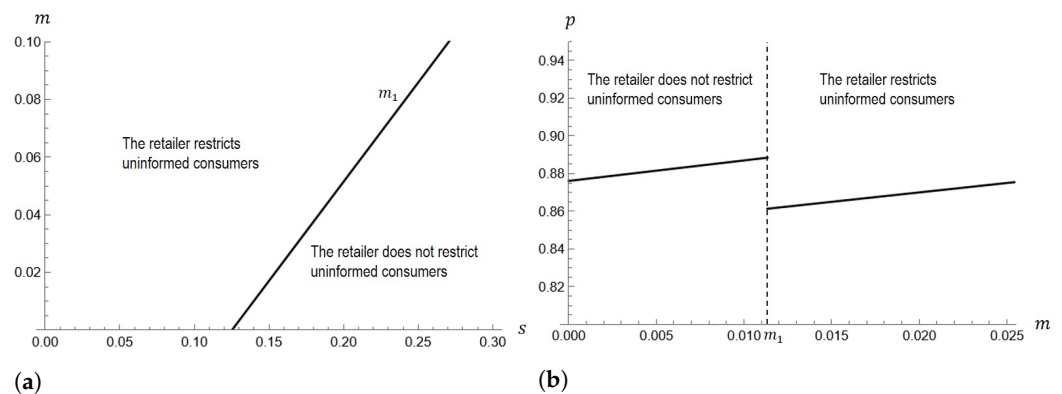 m
0.10
0.08
0.06
0.04
0.02
m₁
The retailer restricts
uninformed consumers
The retailer does not restrict
uninformed consumers
0.00 0.05 0.10 0.15 0.20 0.25 0.30 s
(a)
p
0.94
0.92
0.90
0.88
0.86
0.84
0.82
The retailer does not restrict
uninformed consumers
The retailer restricts
uninformed consumers
0.000 0.005 0.010 m₁ 0.015 0.020 0.025 m
(b)